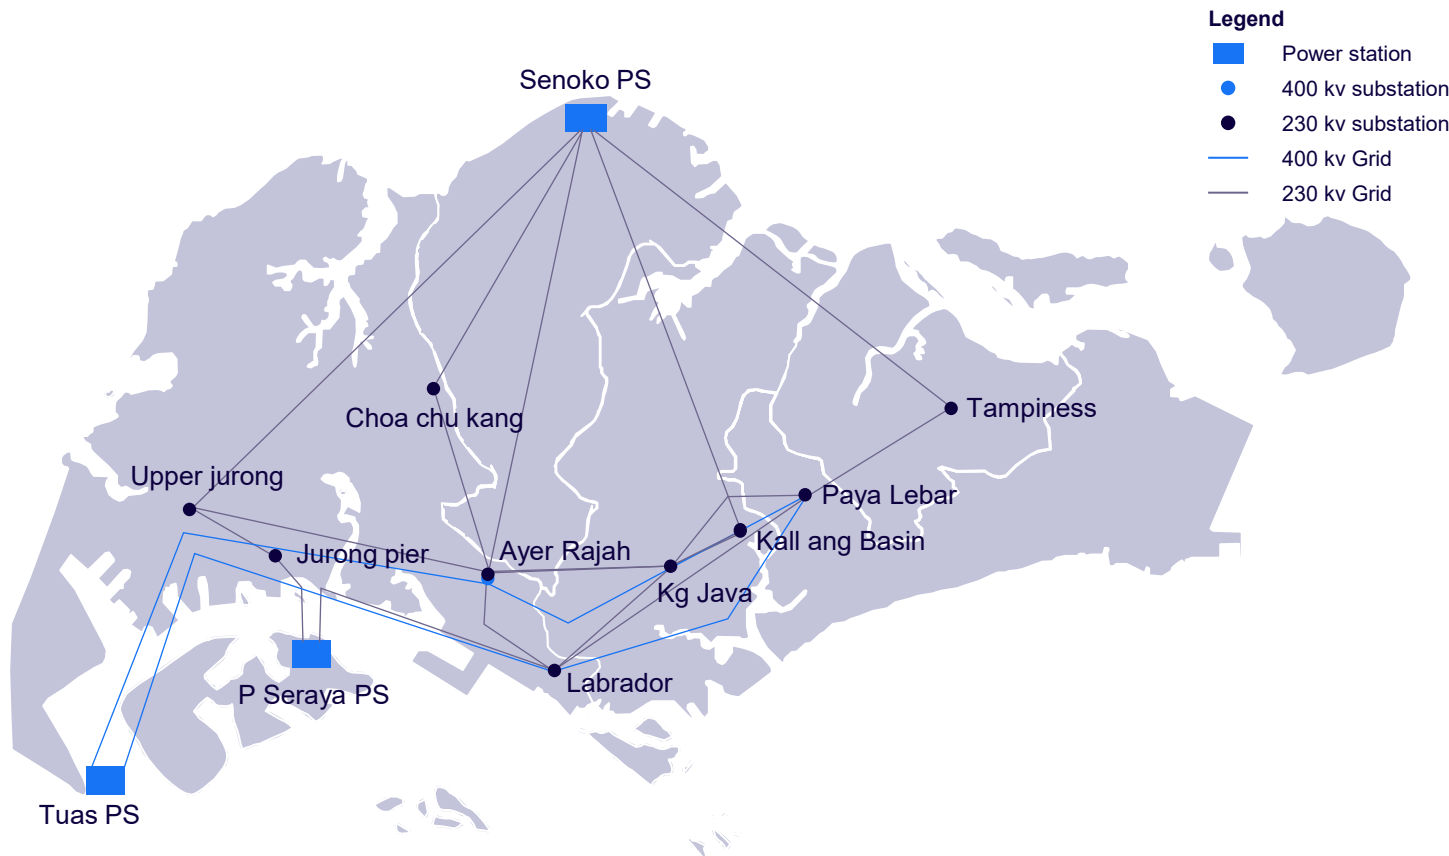 Legend
Power station
400 kv substation
230 kv substation
400 kv Grid
230 kv Grid
Senoko PS
Choa chu kang
Tampiness
Upper jurong
Paya Lebar
Jurong pier
Ayer Rajah
Kall ang Basin
Kg Java
Labrador
P Seraya PS
Tuas PS